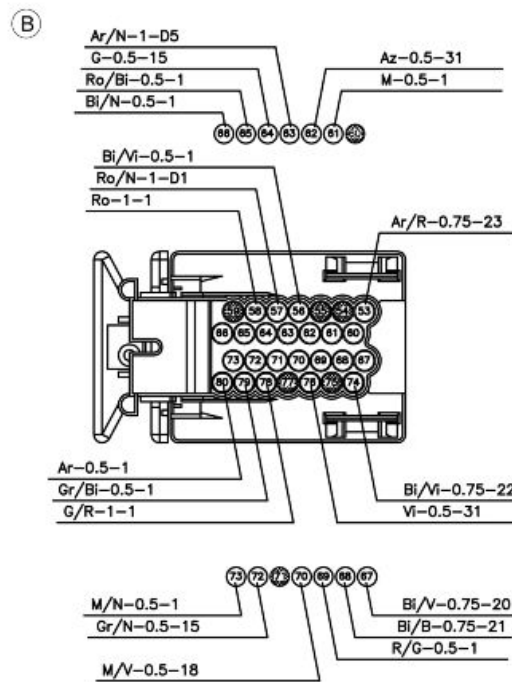 B
Ar/N-1-D5
G-0.5-15
Az-0.5-31
Ro/Bi-0.5-1
M-0.5-1
Bi/N-0.5-1
66 65 64 63 62 61
Bi/Vi-0.5-1
Ro/N-1-D1
Ro-1-1
Ar/R-0.75-23
58 57 56 53
66 65 64 63 62 61 60
73 72 71 70 69 68 67
80 79 78 77 76 75 74
Ar-0.5-1
Gr/Bi-0.5-1
Bi/Vi-0.75-22
G/R-1-1
Vi-0.5-31
73 72 71 70 69 68 67
M/N-0.5-1
Bi/V-0.75-20
Gr/N-0.5-15
Bi/B-0.75-21
R/G-0.5-1
M/V-0.5-18